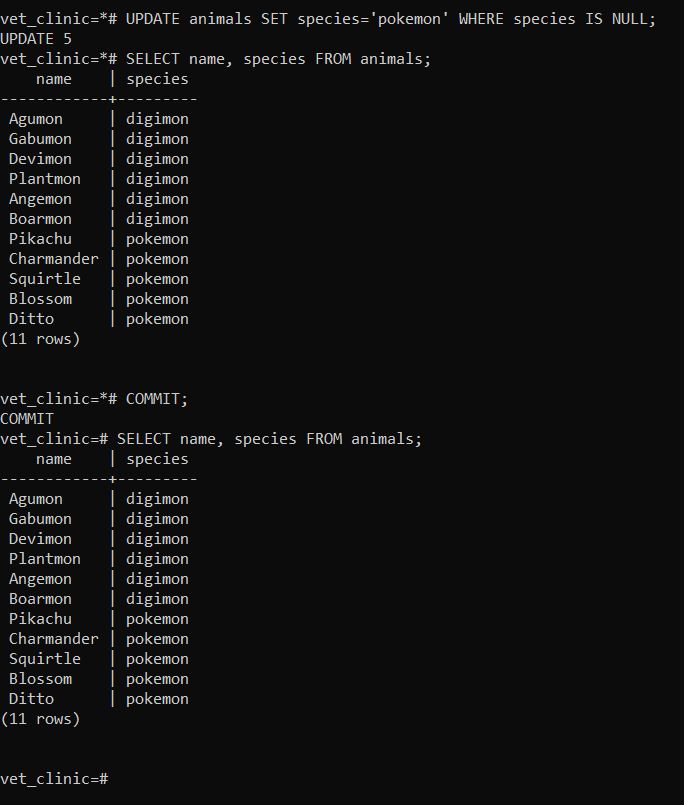 vet_clinic=*# UPDATE animals SET species='pokemon' WHERE species IS NULL;
UPDATE 5
vet_clinic=*# SELECT name, species FROM animals;
    name    | species
------------+---------
 Agumon     | digimon
 Gabumon    | digimon
 Devimon    | digimon
 Plantmon   | digimon
 Angemon    | digimon
 Boarmon    | digimon
 Pikachu    | pokemon
 Charmander | pokemon
 Squirtle   | pokemon
 Blossom    | pokemon
 Ditto      | pokemon
(11 rows)
vet_clinic=*# COMMIT;
COMMIT
vet_clinic=# SELECT name, species FROM animals;
    name    | species
------------+---------
 Agumon     | digimon
 Gabumon    | digimon
 Devimon    | digimon
 Plantmon   | digimon
 Angemon    | digimon
 Boarmon    | digimon
 Pikachu    | pokemon
 Charmander | pokemon
 Squirtle   | pokemon
 Blossom    | pokemon
 Ditto      | pokemon
(11 rows)
vet_clinic=#